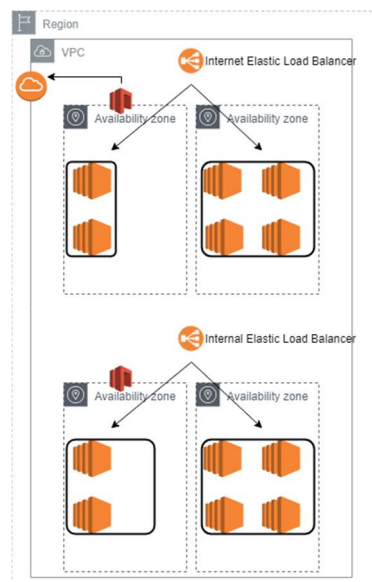 Region
VPC
Internet Elastic Load Balancer
Availability zone
Availability zone
Internal Elastic Load Balancer
Availability zone
Availability zone